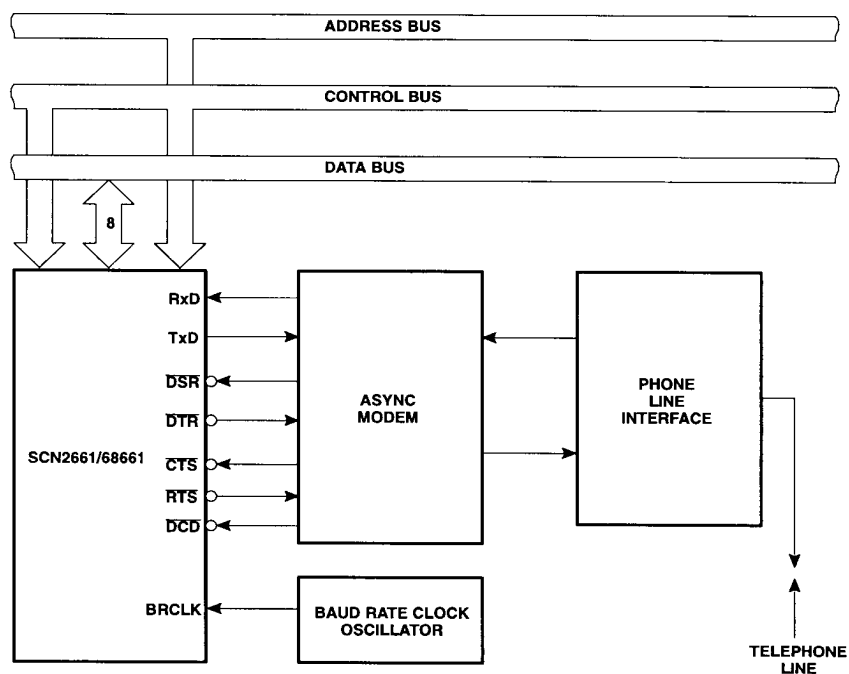 ADDRESS BUS
CONTROL BUS
DATA BUS
8
RxD
TxD
DSR
DTR
SCN2661/68661
CTS
RTS
DCD
BRCLK
ASYNC
MODEM
PHONE
LINE
INTERFACE
BAUD RATE CLOCK
OSCILLATOR
TELEPHONE
LINE